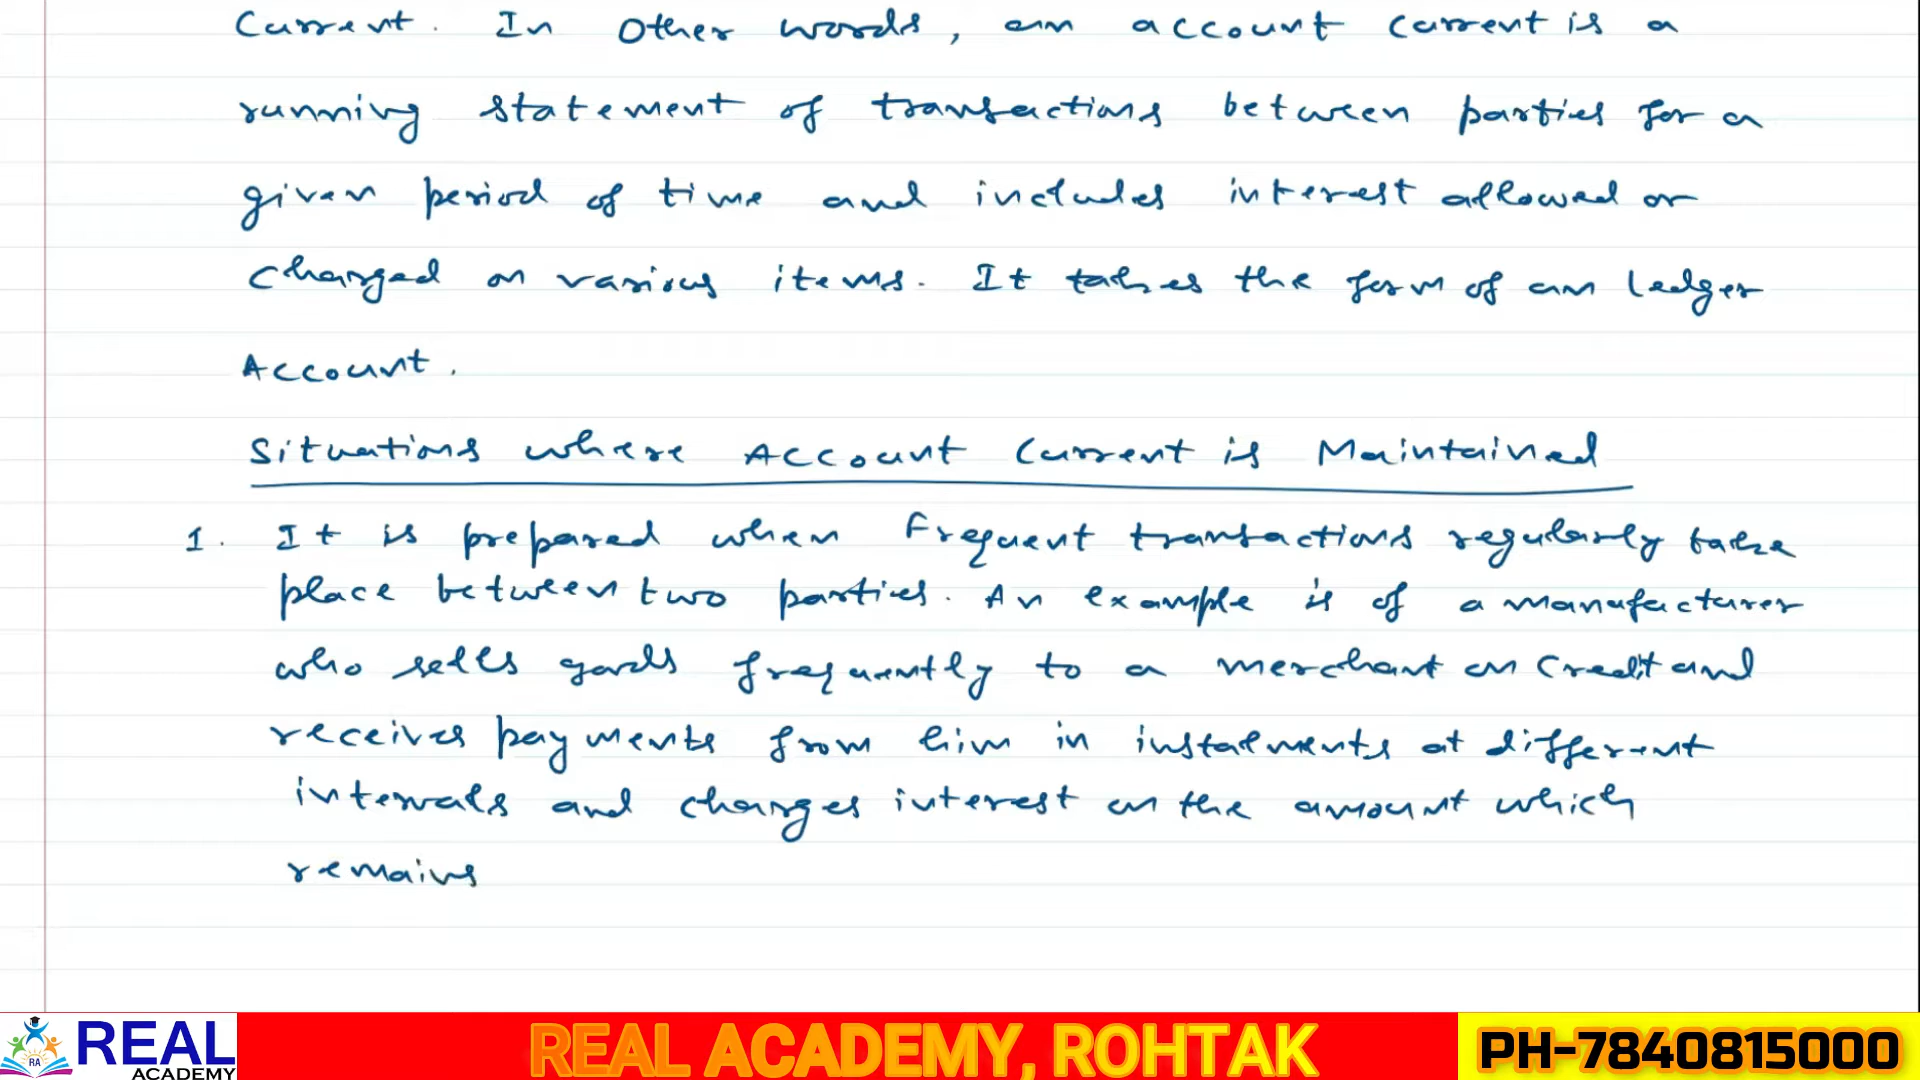 Current. In other words, an account current is a
running statement of transactions between parties for a
given period of time and includes interest allowed or
charged on various items. It takes the form of an ledger
Account.
Situations where Account Current is Maintained
1. It is prepared when Frequent transactions regularly take
place between two parties. An example is of a manufacturer
who sells goods frequently to a merchant on credit and
receives payments from him in instalments at different
intervals and charges interest on the amount which
remains
RA
REAL
ACADEMY
REAL ACADEMY, ROHTAK
PH-7840815000